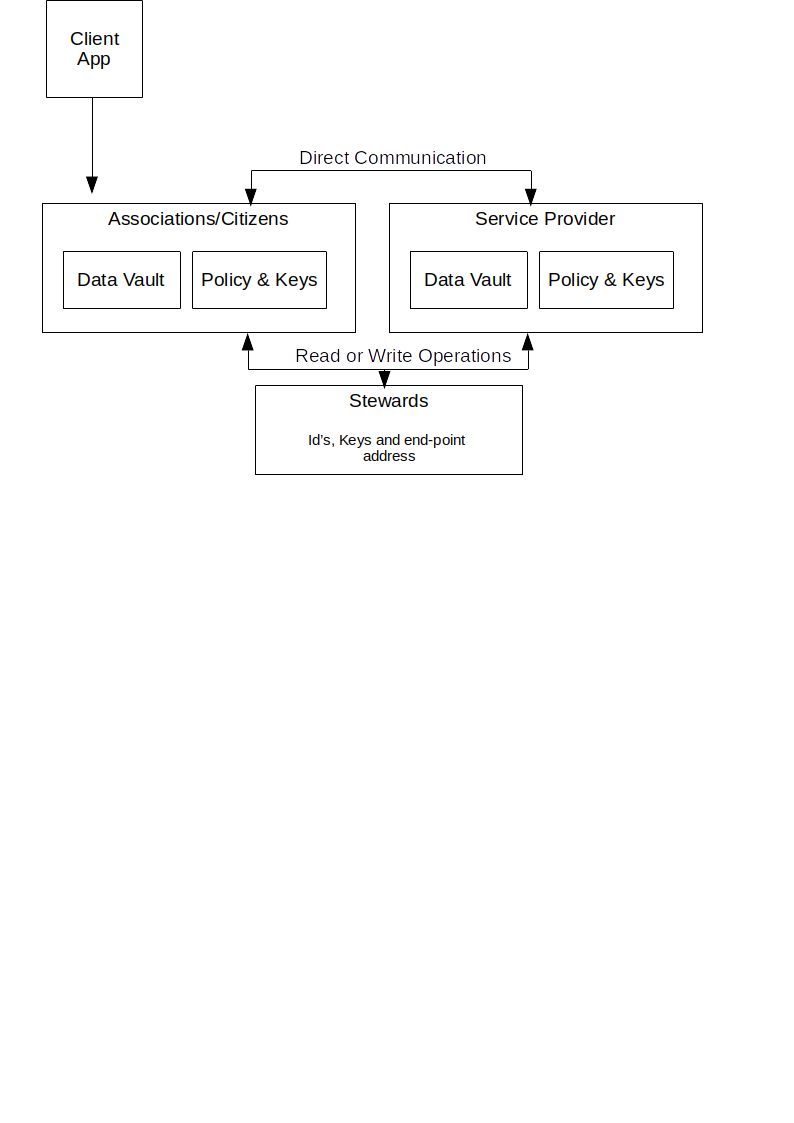 Client
App
Direct Communication
Associations/Citizens
Service Provider
Data Vault
Policy & Keys
Data Vault
Policy & Keys
Read or Write Operations
Stewards
Id's, Keys and end-point
address